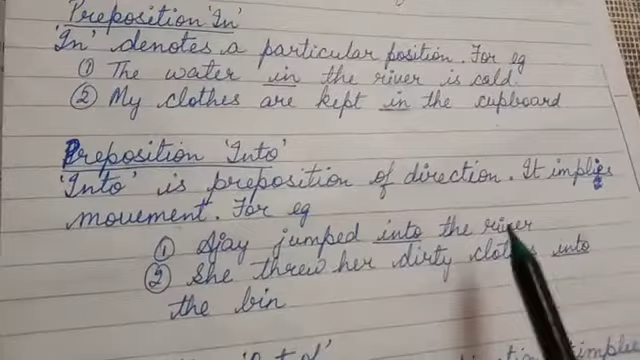 Preposition 'In'
'In' denotes a particular position. For eg
① The water in the river is cold.
② My clothes are kept in the cupboard
Preposition 'Into'
'Into' is preposition of direction. It implies
movement. For eg
① Ajay jumped into the river
② She threw her dirty clothes into
the bin
implies